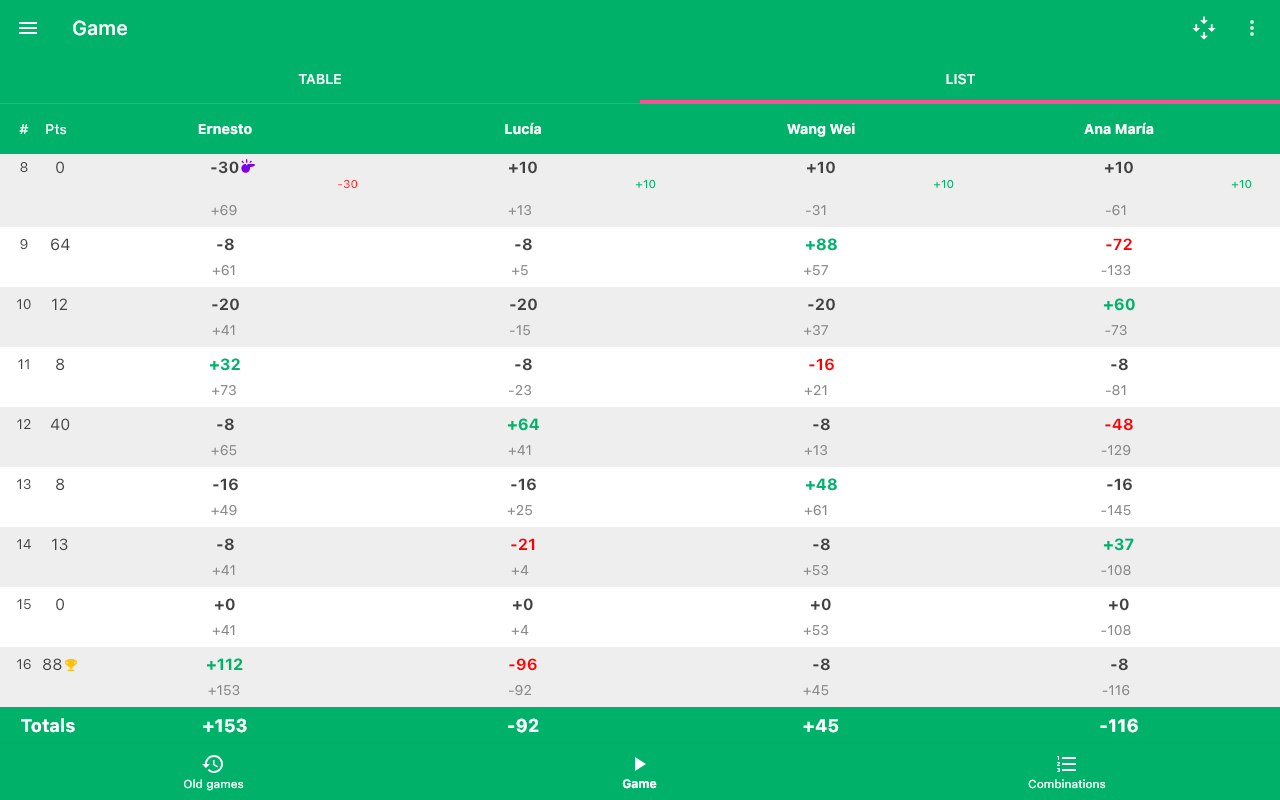 Game
TABLE LIST
# Pts Ernesto Lucía Wang Wei Ana María
8 0 -30 +10 +10 +10
-30 +10 +10 +10
+69 +13 -31 -61
9 64 -8 -8 +88 -72
+61 +5 +57 -133
10 12 -20 -20 -20 +60
+41 -15 +37 -73
11 8 +32 -8 -16 -8
+73 -23 +21 -81
12 40 -8 +64 -8 -48
+65 +41 +13 -129
13 8 -16 -16 +48 -16
+49 +25 +61 -145
14 13 -8 -21 -8 +37
+41 +4 +53 -108
15 0 +0 +0 +0 +0
+41 +4 +53 -108
16 88 +112 -96 -8 -8
+153 -92 +45 -116
Totals +153 -92 +45 -116
Old games Game Combinations